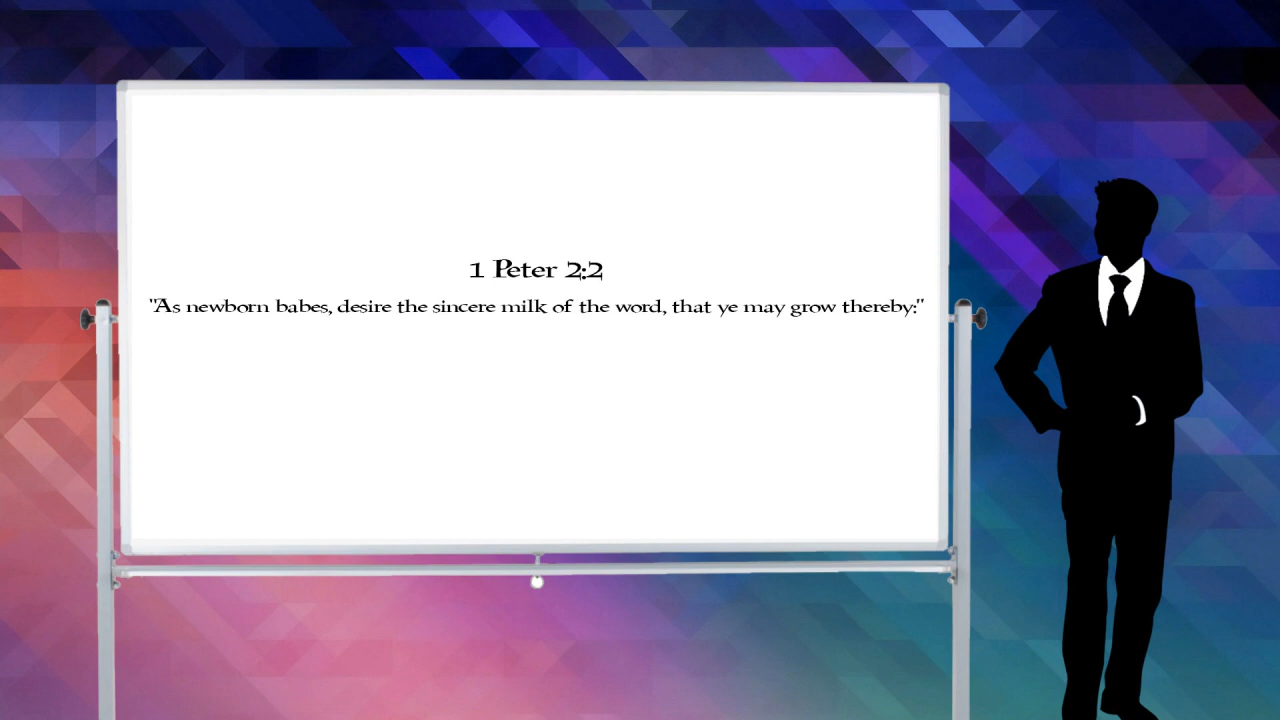 1 Peter 2:2
"As newborn babes, desire the sincere milk of the word, that ye may grow thereby:"